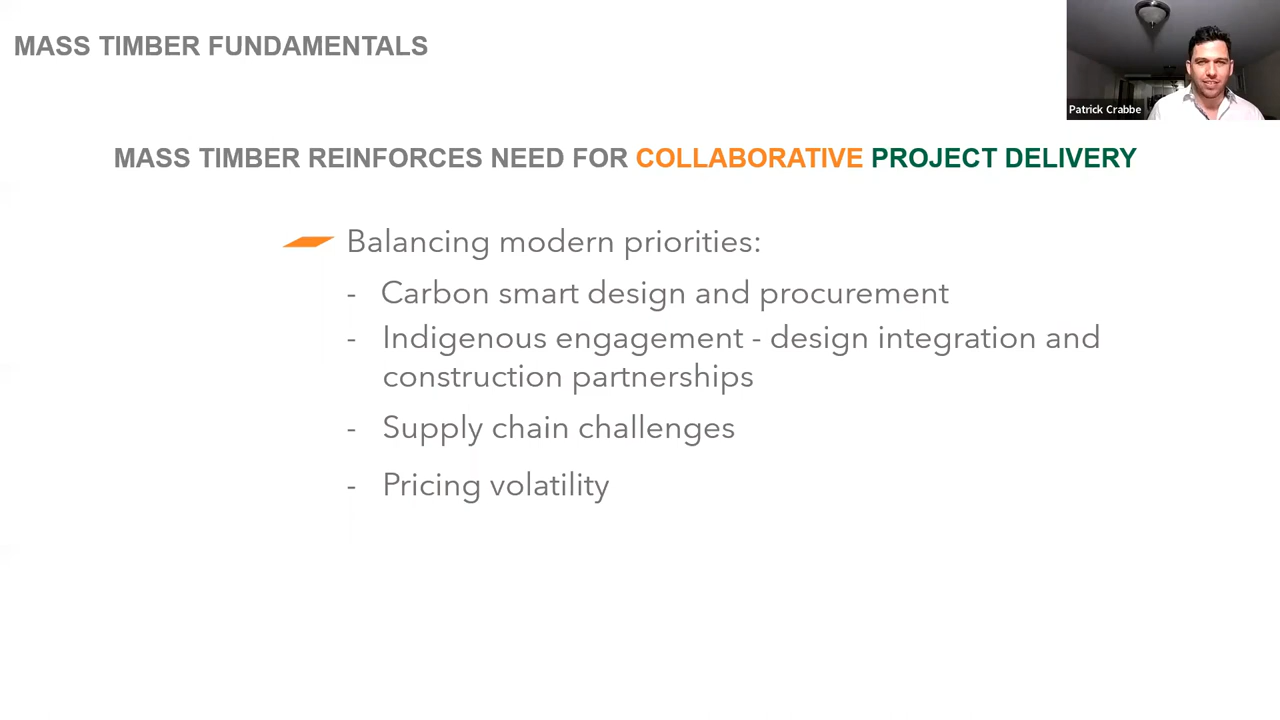 MASS TIMBER FUNDAMENTALS
Patrick Crabbe
MASS TIMBER REINFORCES NEED FOR COLLABORATIVE PROJECT DELIVERY
Balancing modern priorities:
- Carbon smart design and procurement
- Indigenous engagement - design integration and
construction partnerships
- Supply chain challenges
- Pricing volatility